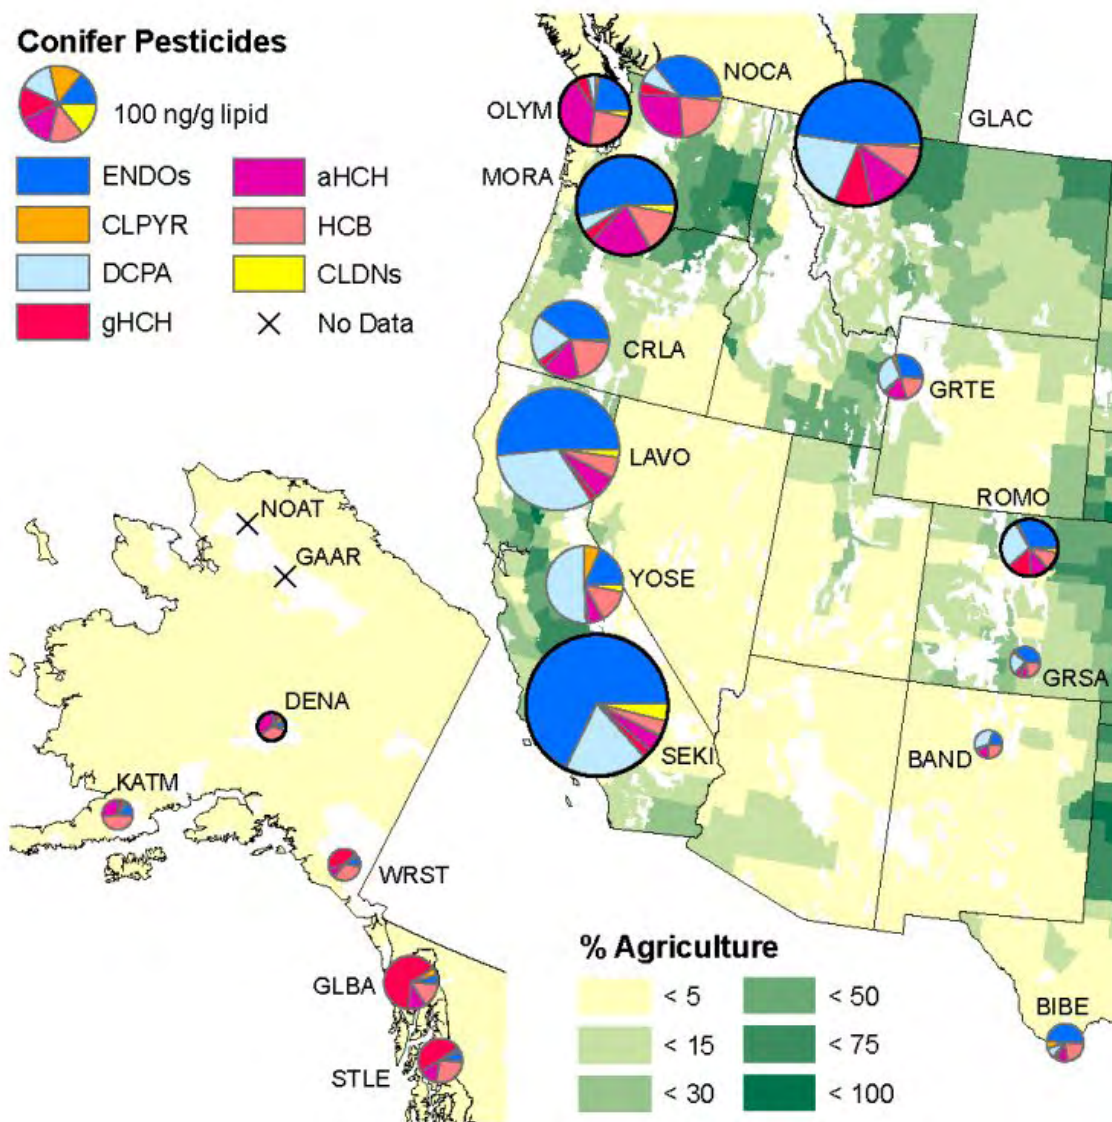 Conifer Pesticides
100 ng/g lipid
ENDOs
aHCH
CLPYR
HCB
DCPA
CLDNs
gHCH
No Data
NOCA
OLYM
GLAC
MORA
CRLA
GRTE
LAVO
ROMO
NOAT
GAAR
YOSE
GRSA
DENA
SEKI
BAND
KATM
WRST
GLBA
STLE
BIBE
% Agriculture
< 5
< 50
< 15
< 75
< 30
< 100